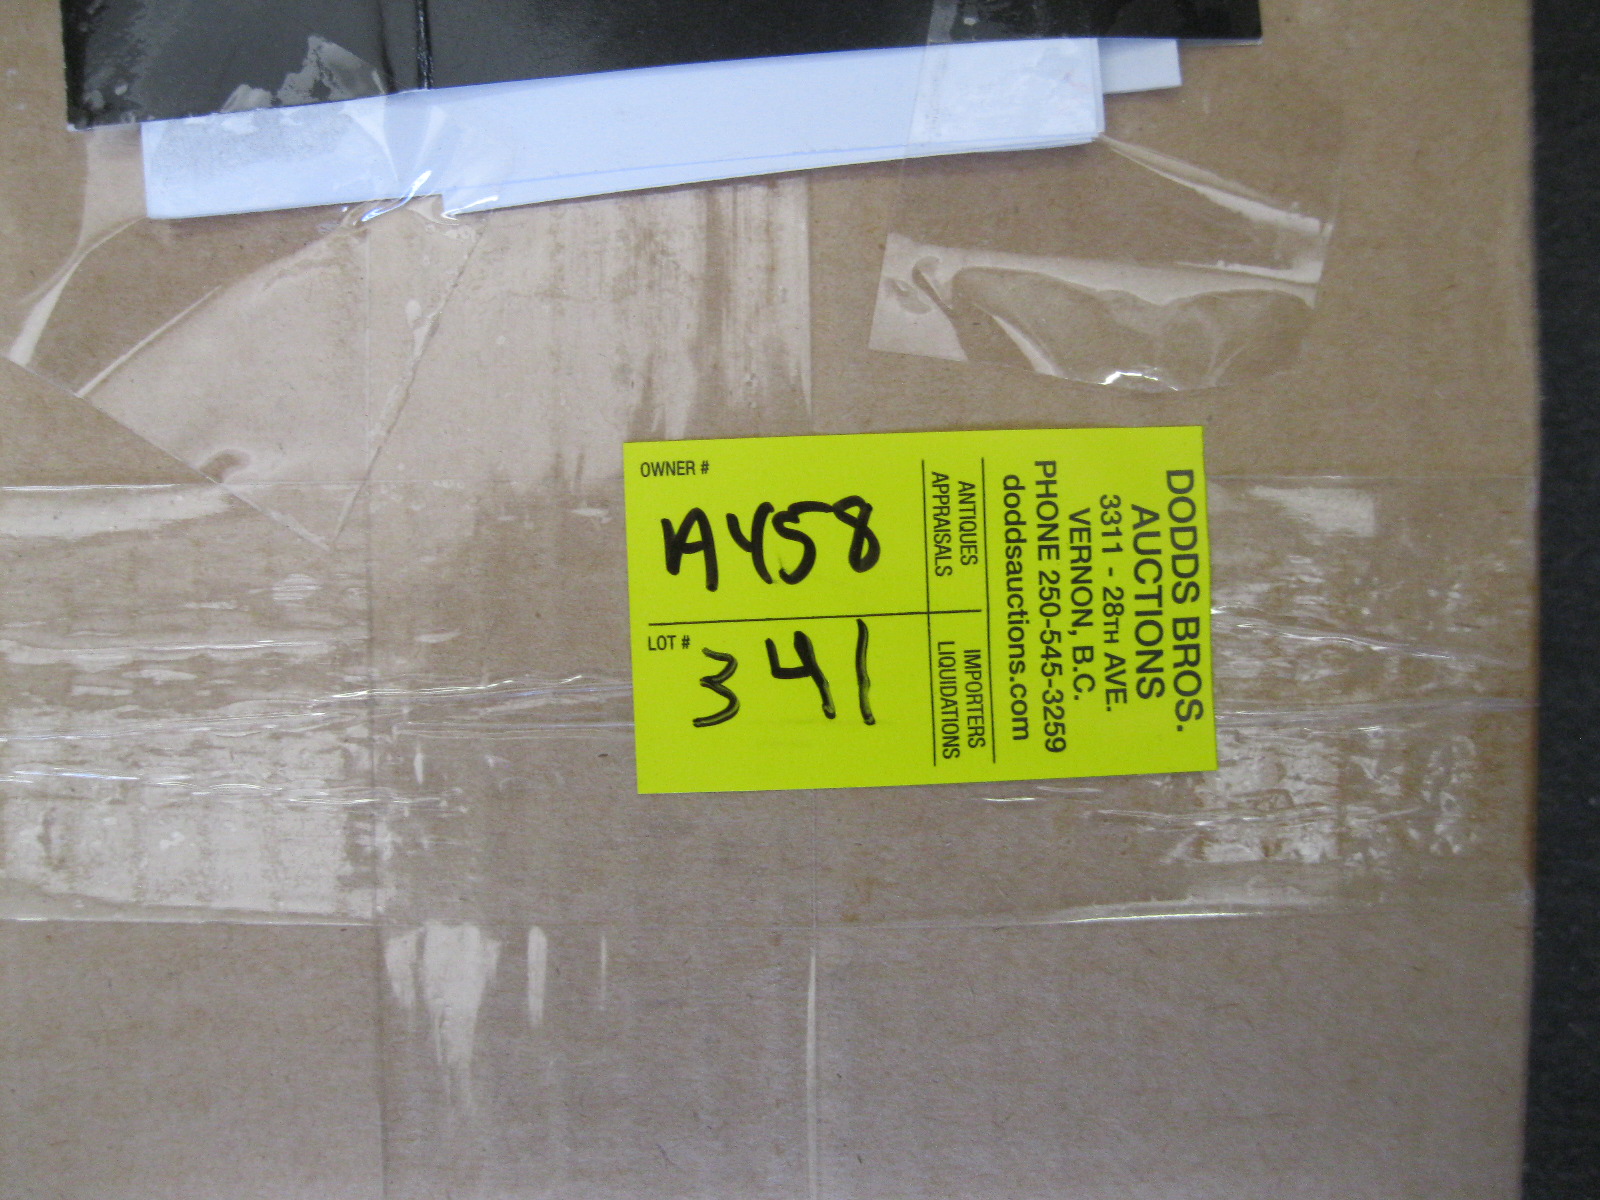 DODDS BROS.
AUCTIONS
3311 - 28TH AVE.
VERNON, B.C.
PHONE 250-545-3259
doddsauctions.com
ANTIQUES
APPRAISALS
IMPORTERS
LIQUIDATIONS
OWNER #
A458
LOT #
341